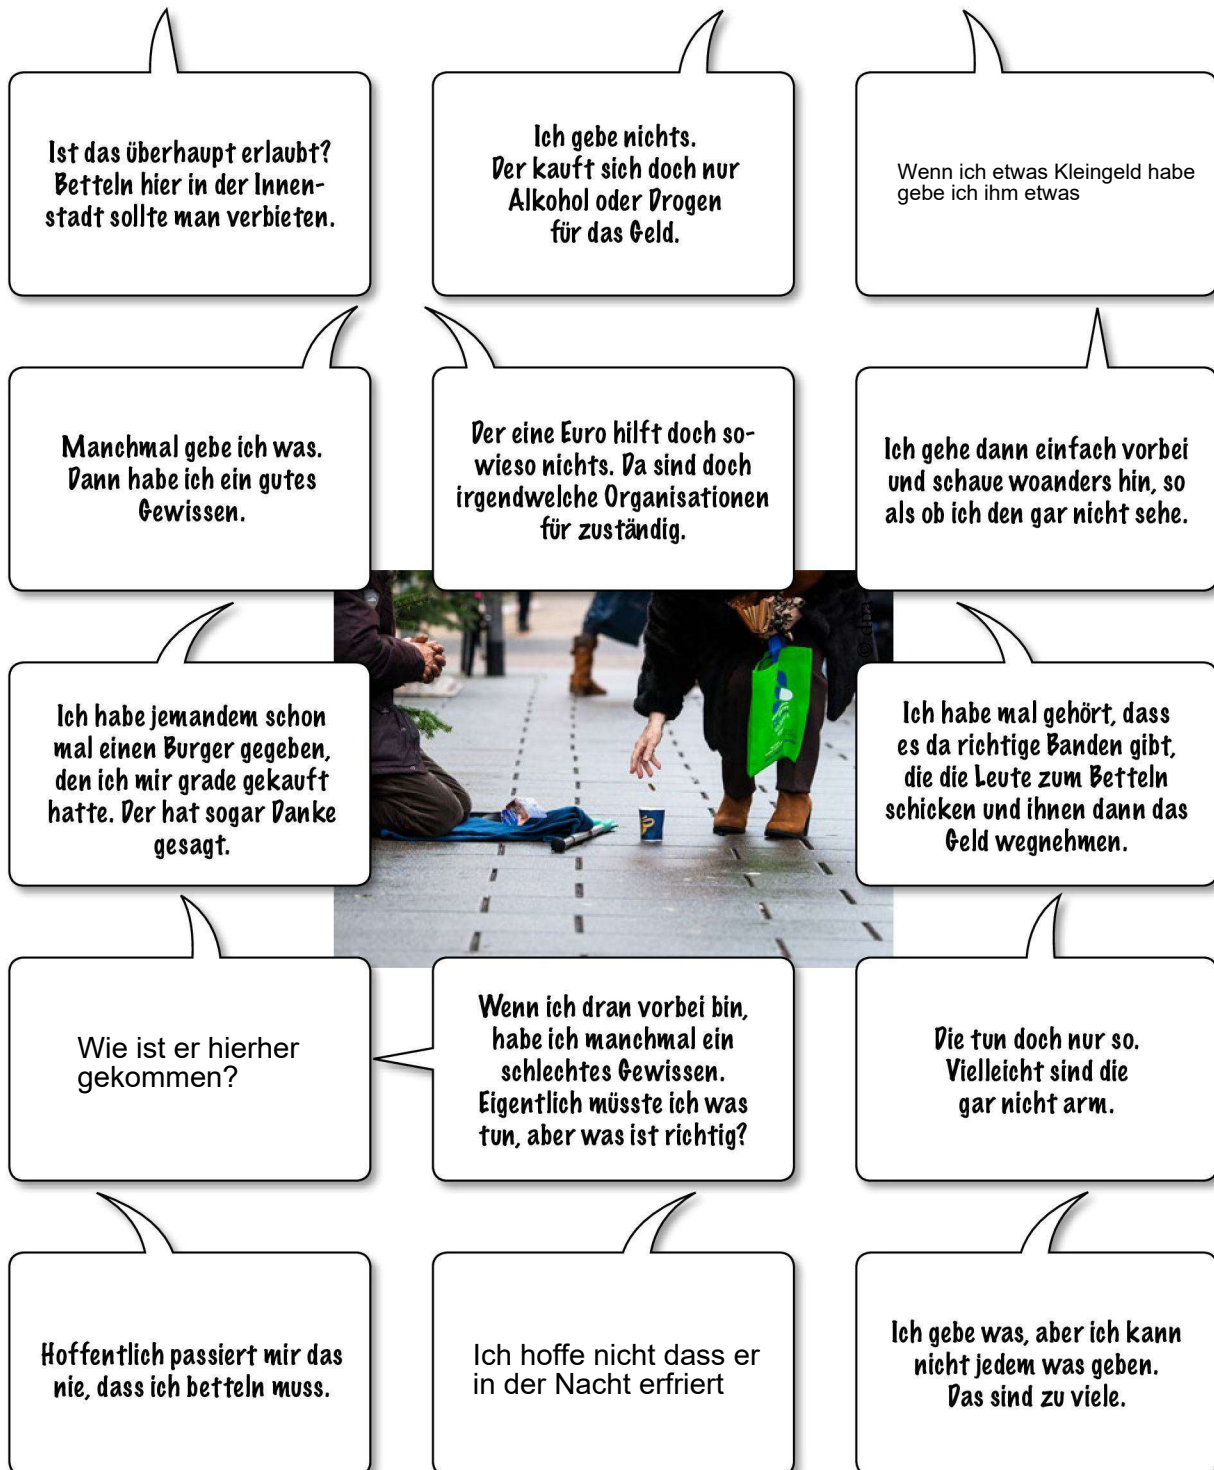 Ist das überhaupt erlaubt?
Betteln hier in der Innen-
stadt sollte man verbieten.
Ich gebe nichts.
Der kauft sich doch nur
Alkohol oder Drogen
für das Geld.
Wenn ich etwas Kleingeld habe
gebe ich ihm etwas
Manchmal gebe ich was.
Dann habe ich ein gutes
Gewissen.
Der eine Euro hilft doch so-
wieso nichts. Da sind doch
irgendwelche Organisationen
für zuständig.
Ich gehe dann einfach vorbei
und schaue woanders hin, so
als ob ich den gar nicht sehe.
Ich habe jemandem schon
mal einen Burger gegeben,
den ich mir grade gekauft
hatte. Der hat sogar Danke
gesagt.
Ich habe mal gehört, dass
es da richtige Banden gibt,
die die Leute zum Betteln
schicken und ihnen dann das
Geld wegnehmen.
Wie ist er hierher
gekommen?
Wenn ich dran vorbei bin,
habe ich manchmal ein
schlechtes Gewissen.
Eigentlich müsste ich was
tun, aber was ist richtig?
Die tun doch nur so.
Vielleicht sind die
gar nicht arm.
Hoffentlich passiert mir das
nie, dass ich betteln muss.
Ich hoffe nicht dass er
in der Nacht erfriert
Ich gebe was, aber ich kann
nicht jedem was geben.
Das sind zu viele.